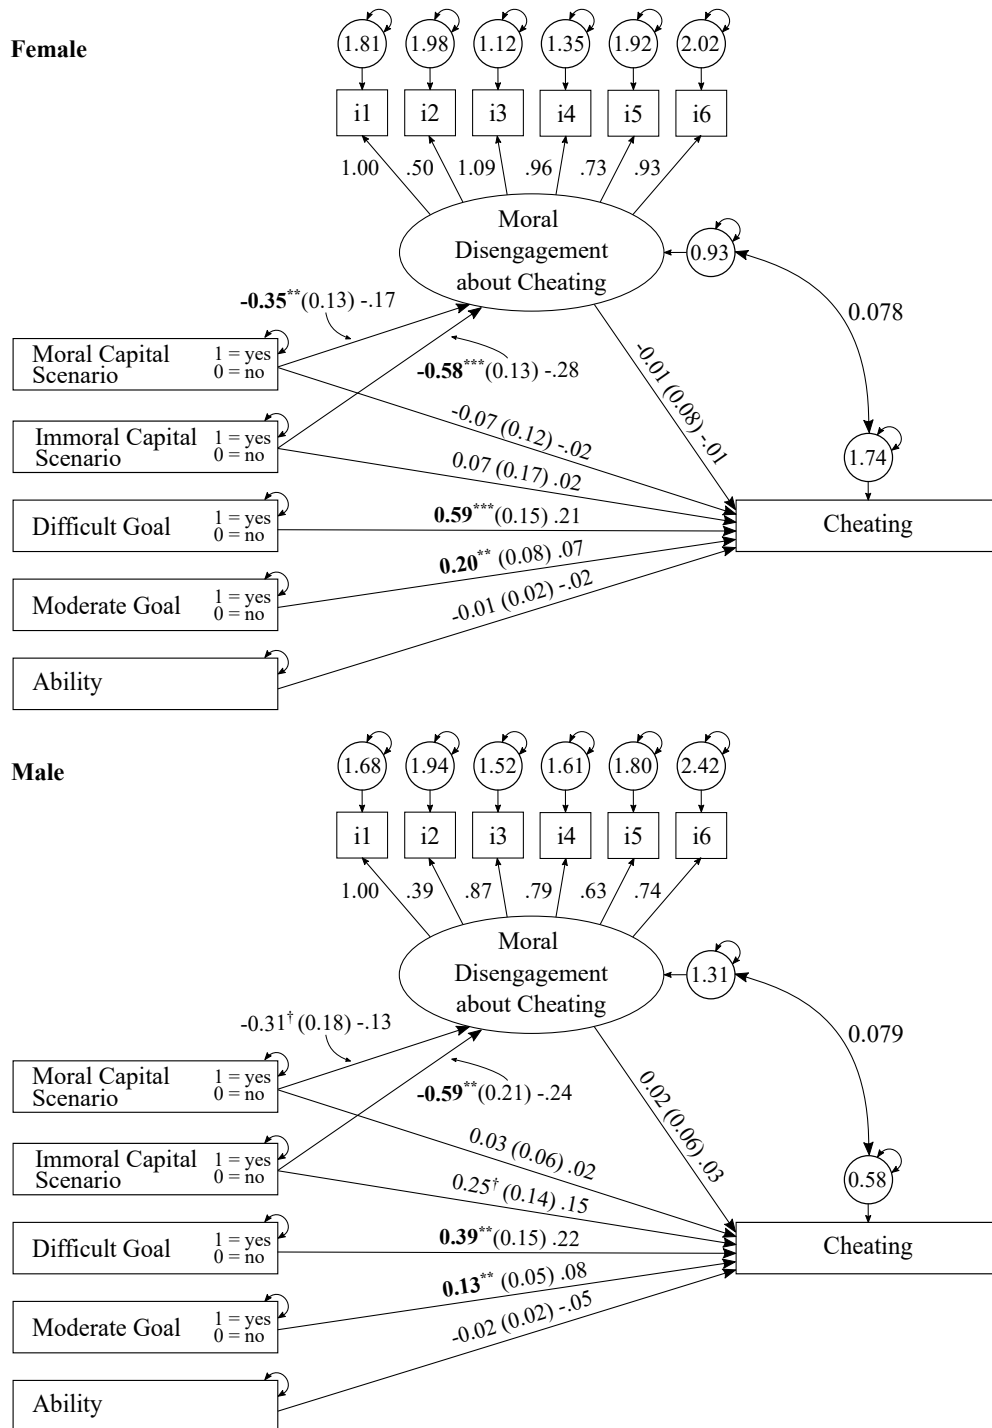 Female
1.81 1.98 1.12 1.35 1.92 2.02
i1 i2 i3 i4 i5 i6
1.00 .50 1.09 .96 .73 .93
Moral
Disengagement
about Cheating
0.93
0.078
-0.35**(0.13) -.17
-0.58***(0.13) -.28
-0.01 (0.08) -.01
Moral Capital
Scenario
1 = yes
0 = no
-0.07 (0.12) -.02
Immoral Capital
Scenario
1 = yes
0 = no
0.07 (0.17) .02
1.74
Difficult Goal
1 = yes
0 = no
0.59***(0.15) .21
Cheating
Moderate Goal
1 = yes
0 = no
0.20** (0.08) .07
-0.01 (0.02) -.02
Ability
Male
1.68 1.94 1.52 1.61 1.80 2.42
i1 i2 i3 i4 i5 i6
1.00 .39 .87 .79 .63 .74
Moral
Disengagement
about Cheating
1.31
0.079
-0.31† (0.18) -.13
-0.59**(0.21) -.24
0.02 (0.06) .03
Moral Capital
Scenario
1 = yes
0 = no
0.03 (0.06) .02
Immoral Capital
Scenario
1 = yes
0 = no
0.25† (0.14) .15
0.58
Difficult Goal
1 = yes
0 = no
0.39**(0.15) .22
Cheating
Moderate Goal
1 = yes
0 = no
0.13** (0.05) .08
-0.02 (0.02) -.05
Ability